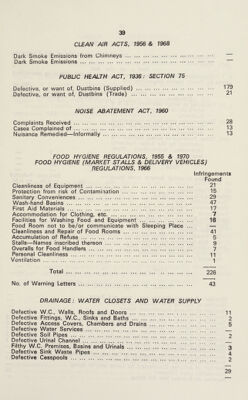 39
CLEAN AIR ACTS, 1956 & 1968
Dark Smoke Emissions from Chimneys ... —
Dark Smoke Emissions ... —
PUBLIC HEALTH ACT, 1936: SECTION 75
Defective, or want of, Dustbins (Supplied) ... 179
Defective, or want of, Dustbins (Trade) ... 21
NOISE ABATEMENT ACT, 1960
Complaints Received ... 28
Cases Complained of ... 13
Nuisance Remedied—Informally ... 13
FOOD HYGIENE REGULATIONS, 1955 & 1970
FOOD HYGIENE (MARKET STALLS & DELIVERY VEHICLES)
REGULATIONS, 1966
Infringements
Found
Cleanliness of Equipment ... 21
Protection from risk of Contamination ... 16
Sanitary Conveniences ... 29
Wash-hand Basins ... 47
First Aid Materials ... 17
Accommodation for Clothing, etc. ... 7
Facilities for Washing Food and Equipment ... 16
Food Room not to be/or communicate with Sleeping Place ... —
Cleanliness and Repair of Food Rooms ... 41
Accumulation of Refuse ... 6
Stalls—Names inscribed thereon ... 9
Overalls for Food Handlers ... 7
Personal Cleanliness ... 11
Ventilation ... 1
Total ... 228
No. of Warning Letters ... 43
DRAINAGE: WATER CLOSETS AND WATER SUPPLY
Defective W.C., Walls, Roofs and Doors ... 11
Defective Fittings, W.C., Sinks and Baths ... 2
Defective Access Covers, Chambers and Drains ... 5
Defective Water Services ... —
Defective Soil Pipes ... 2
Defective Urinal Channel ... —
Filthy W.C. Premises, Basins and Urinals ... 3
Defective Sink Waste Pipes ... 4
Defective Cesspools ... 2
29